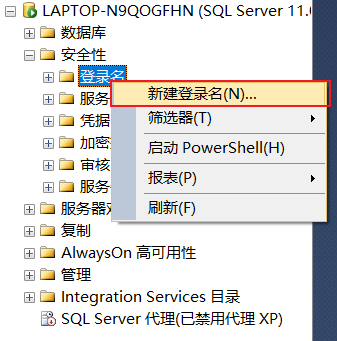 LAPTOP-N9QOGFHN (SQL Server 11.0
数据库
安全性
登录名
新建登录名(N)...
服务
筛选器(T)
凭据
加密
启动 PowerShell(H)
审核
报表(P)
服务
刷新(F)
服务器
复制
AlwaysOn 高可用性
管理
Integration Services 目录
SQL Server 代理(已禁用代理 XP)